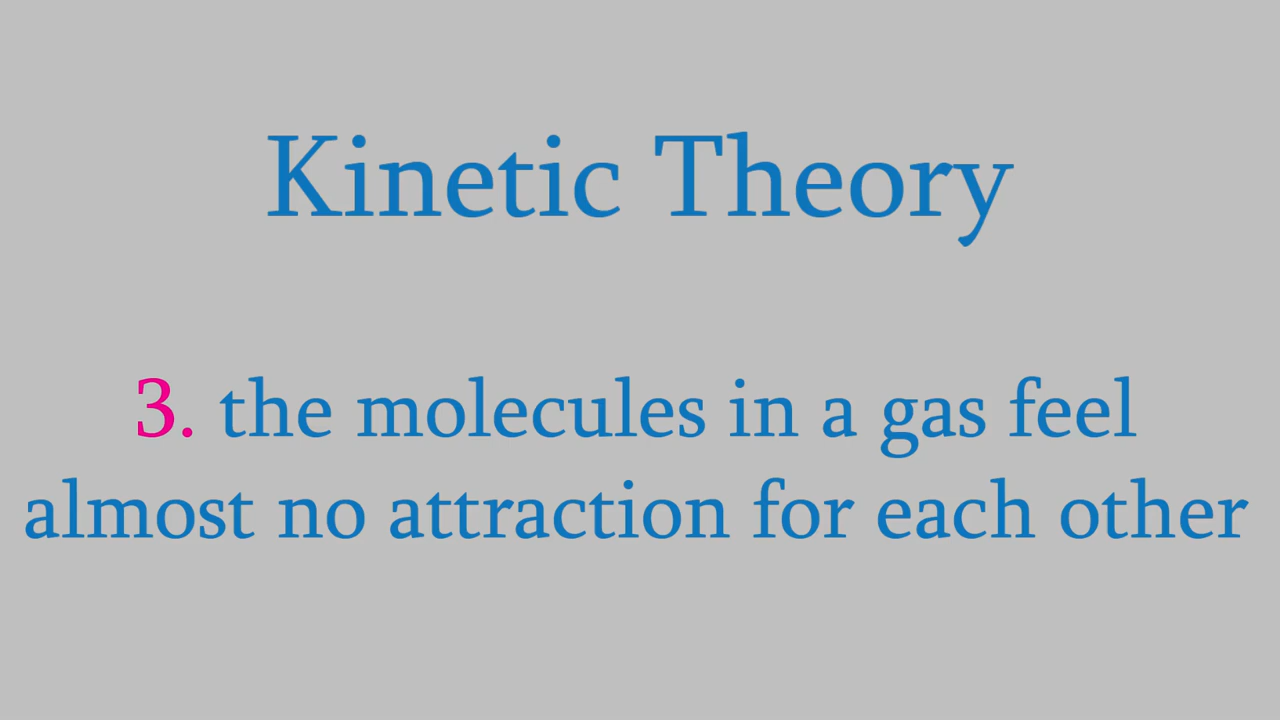 Kinetic Theory
3. the molecules in a gas feel
almost no attraction for each other